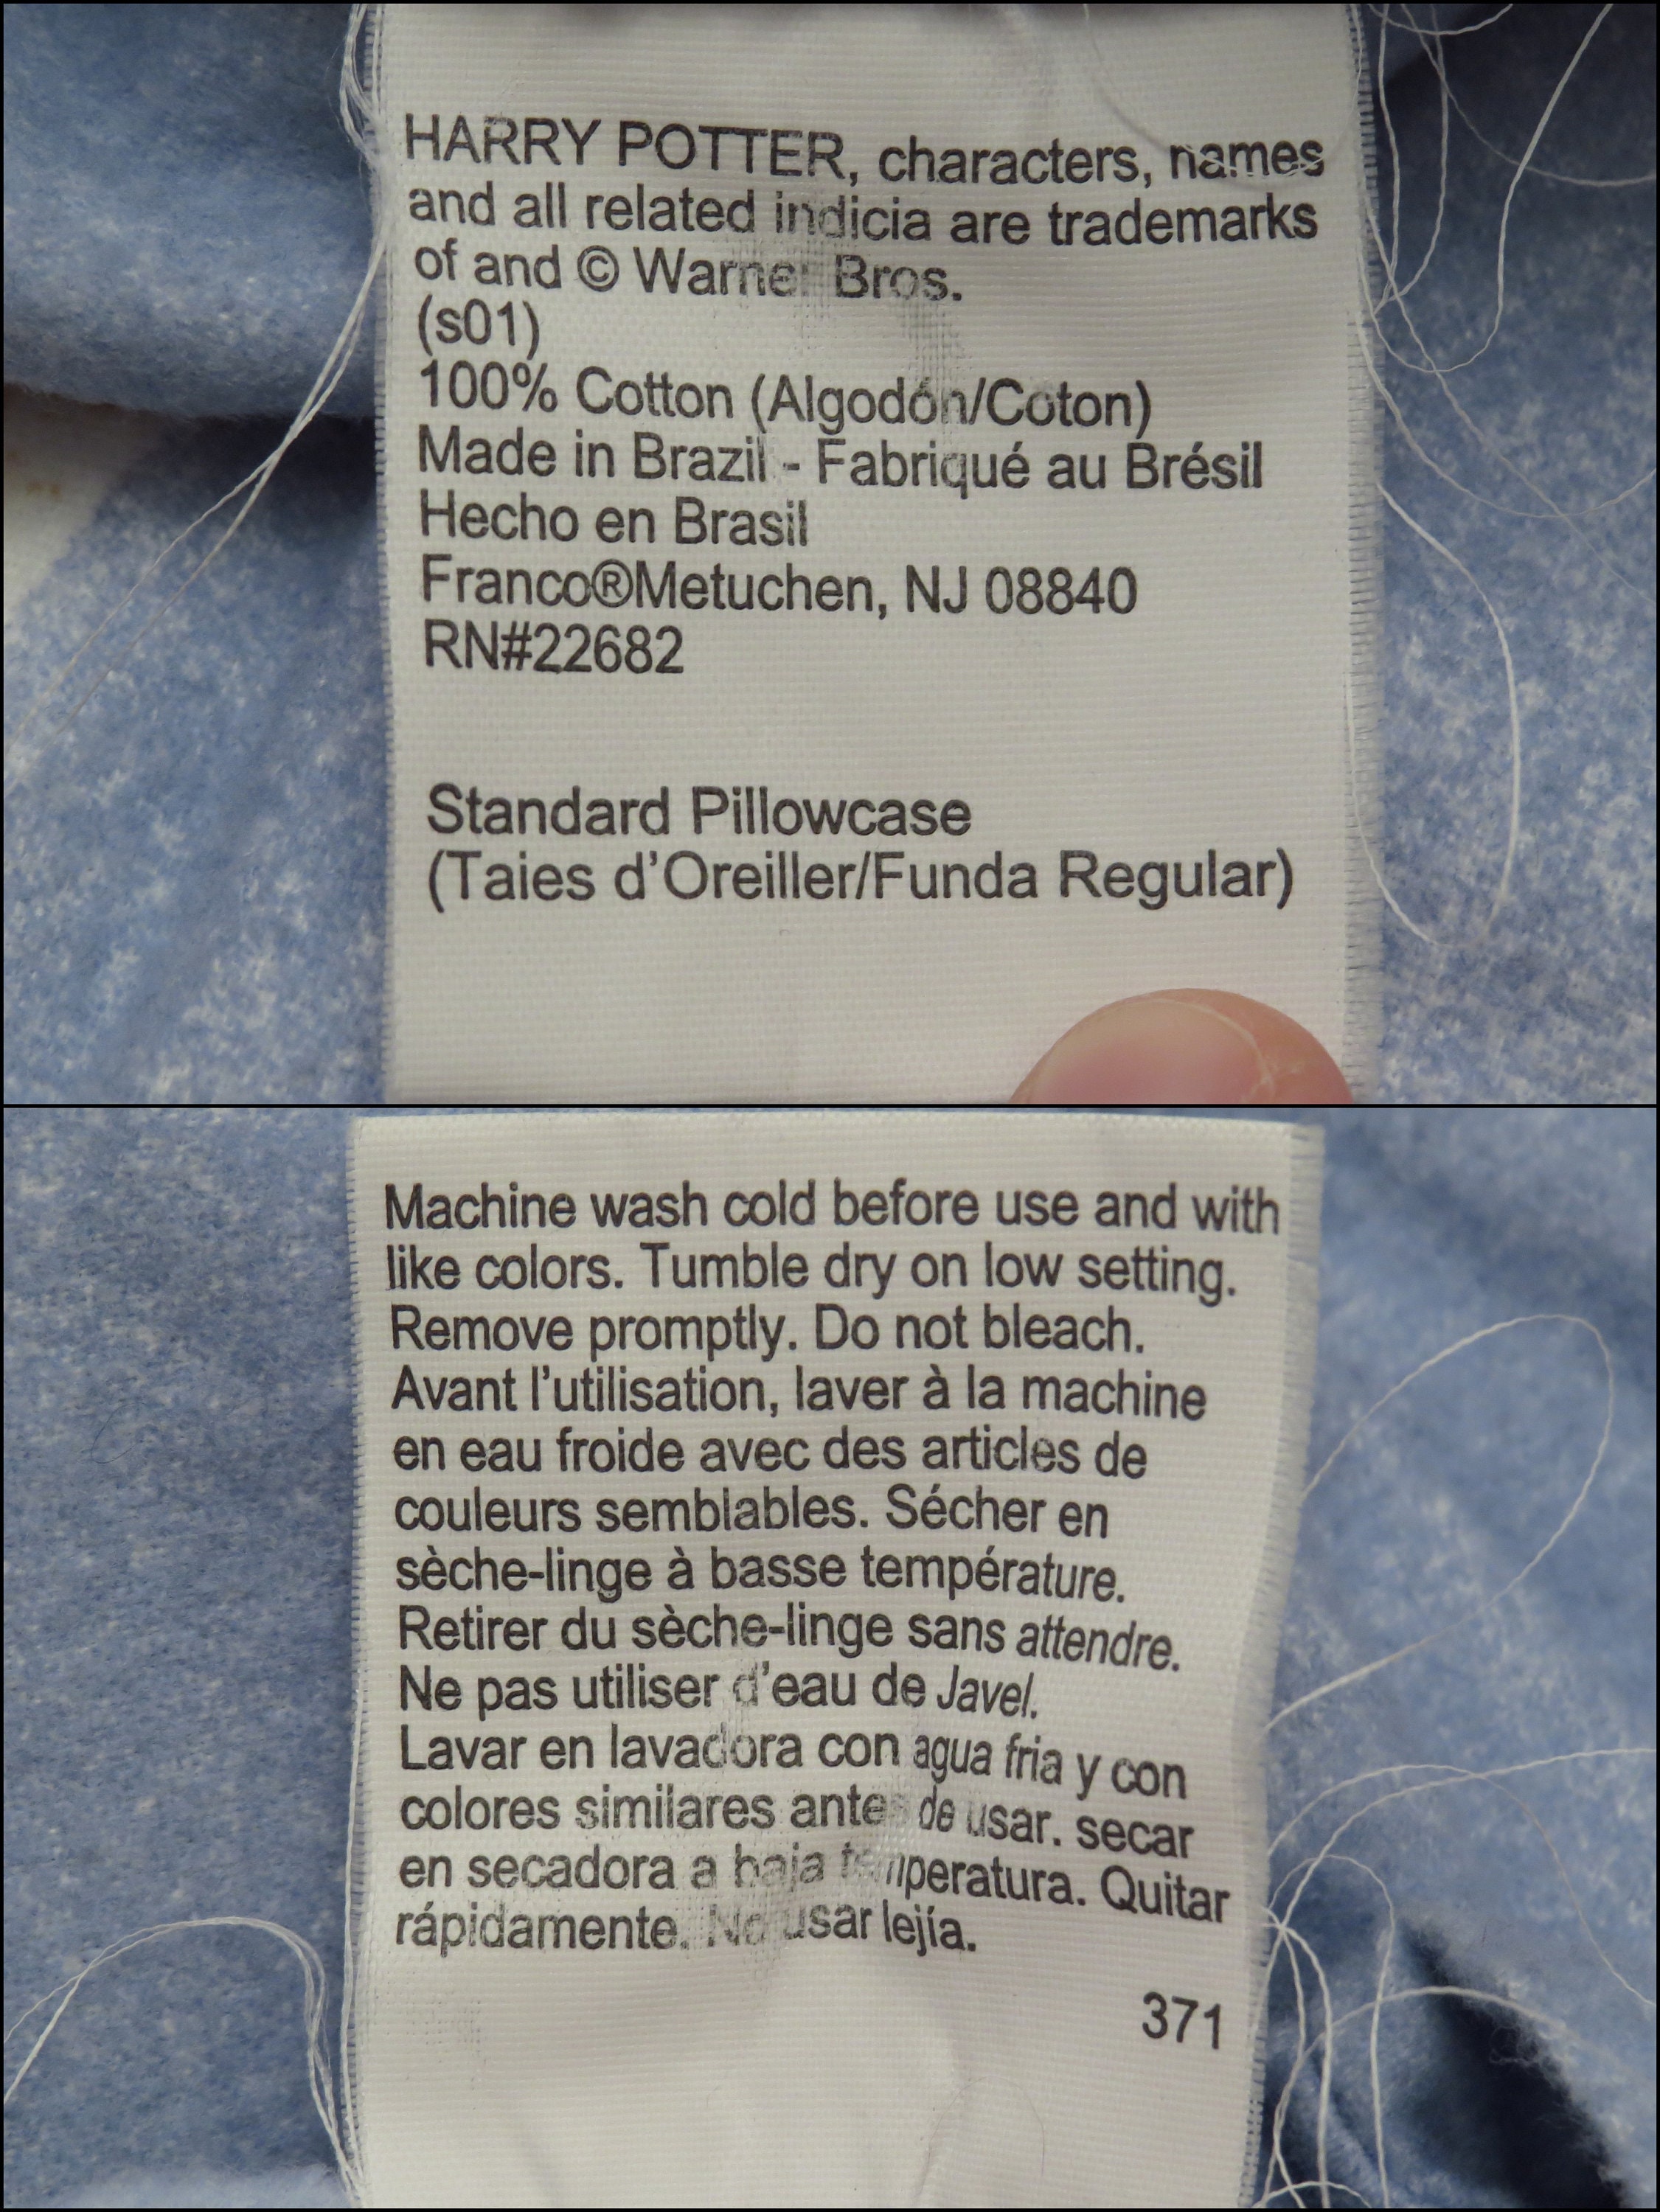 HARRY POTTER, characters, names
and all related indicia are trademarks
of and © Warner Bros.
(s01)
100% Cotton (Algodón/Coton)
Made in Brazil - Fabriqué au Brésil
Hecho en Brasil
Franco®Metuchen, NJ 08840
RN#22682
Standard Pillowcase
(Taies d'Oreiller/Funda Regular)
Machine wash cold before use and with
like colors. Tumble dry on low setting.
Remove promptly. Do not bleach.
Avant l'utilisation, laver à la machine
en eau froide avec des articles de
couleurs semblables. Sécher en
sèche-linge à basse température.
Retirer du sèche-linge sans attendre.
Ne pas utiliser d'eau de Javel.
Lavar en lavadora con agua fria y con
colores similares antes de usar. secar
en secadora a baja temperatura. Quitar
rápidamente. No usar lejía.
371